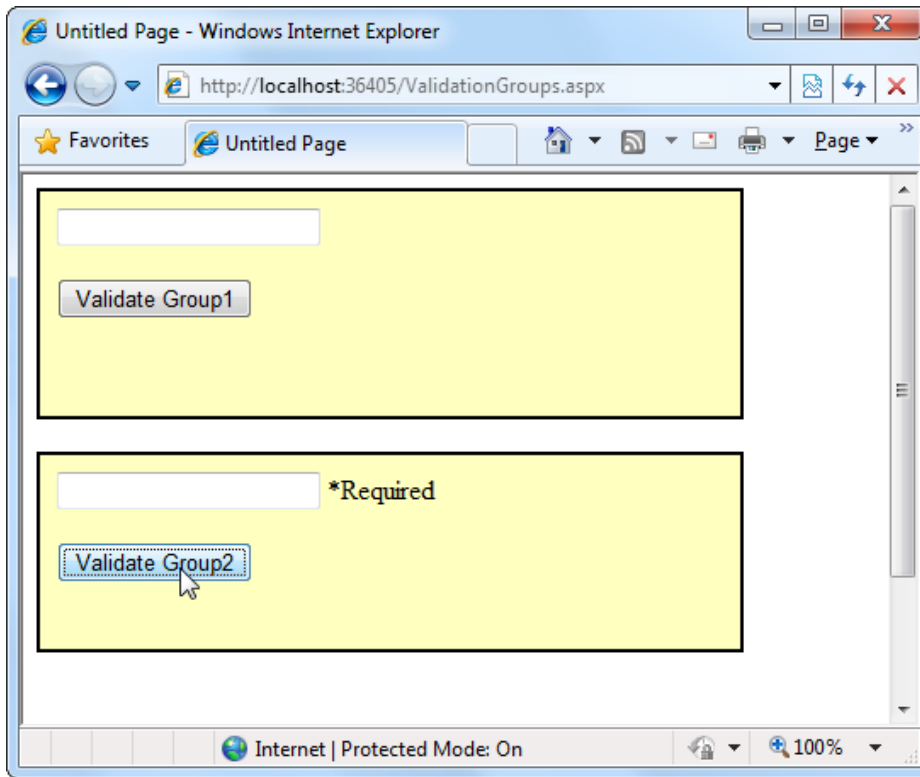 Untitled Page - Windows Internet Explorer
http://localhost:36405/ValidationGroups.aspx
Favorites
Untitled Page
Page
Validate Group1
*Required
Validate Group2
Internet | Protected Mode: On
100%